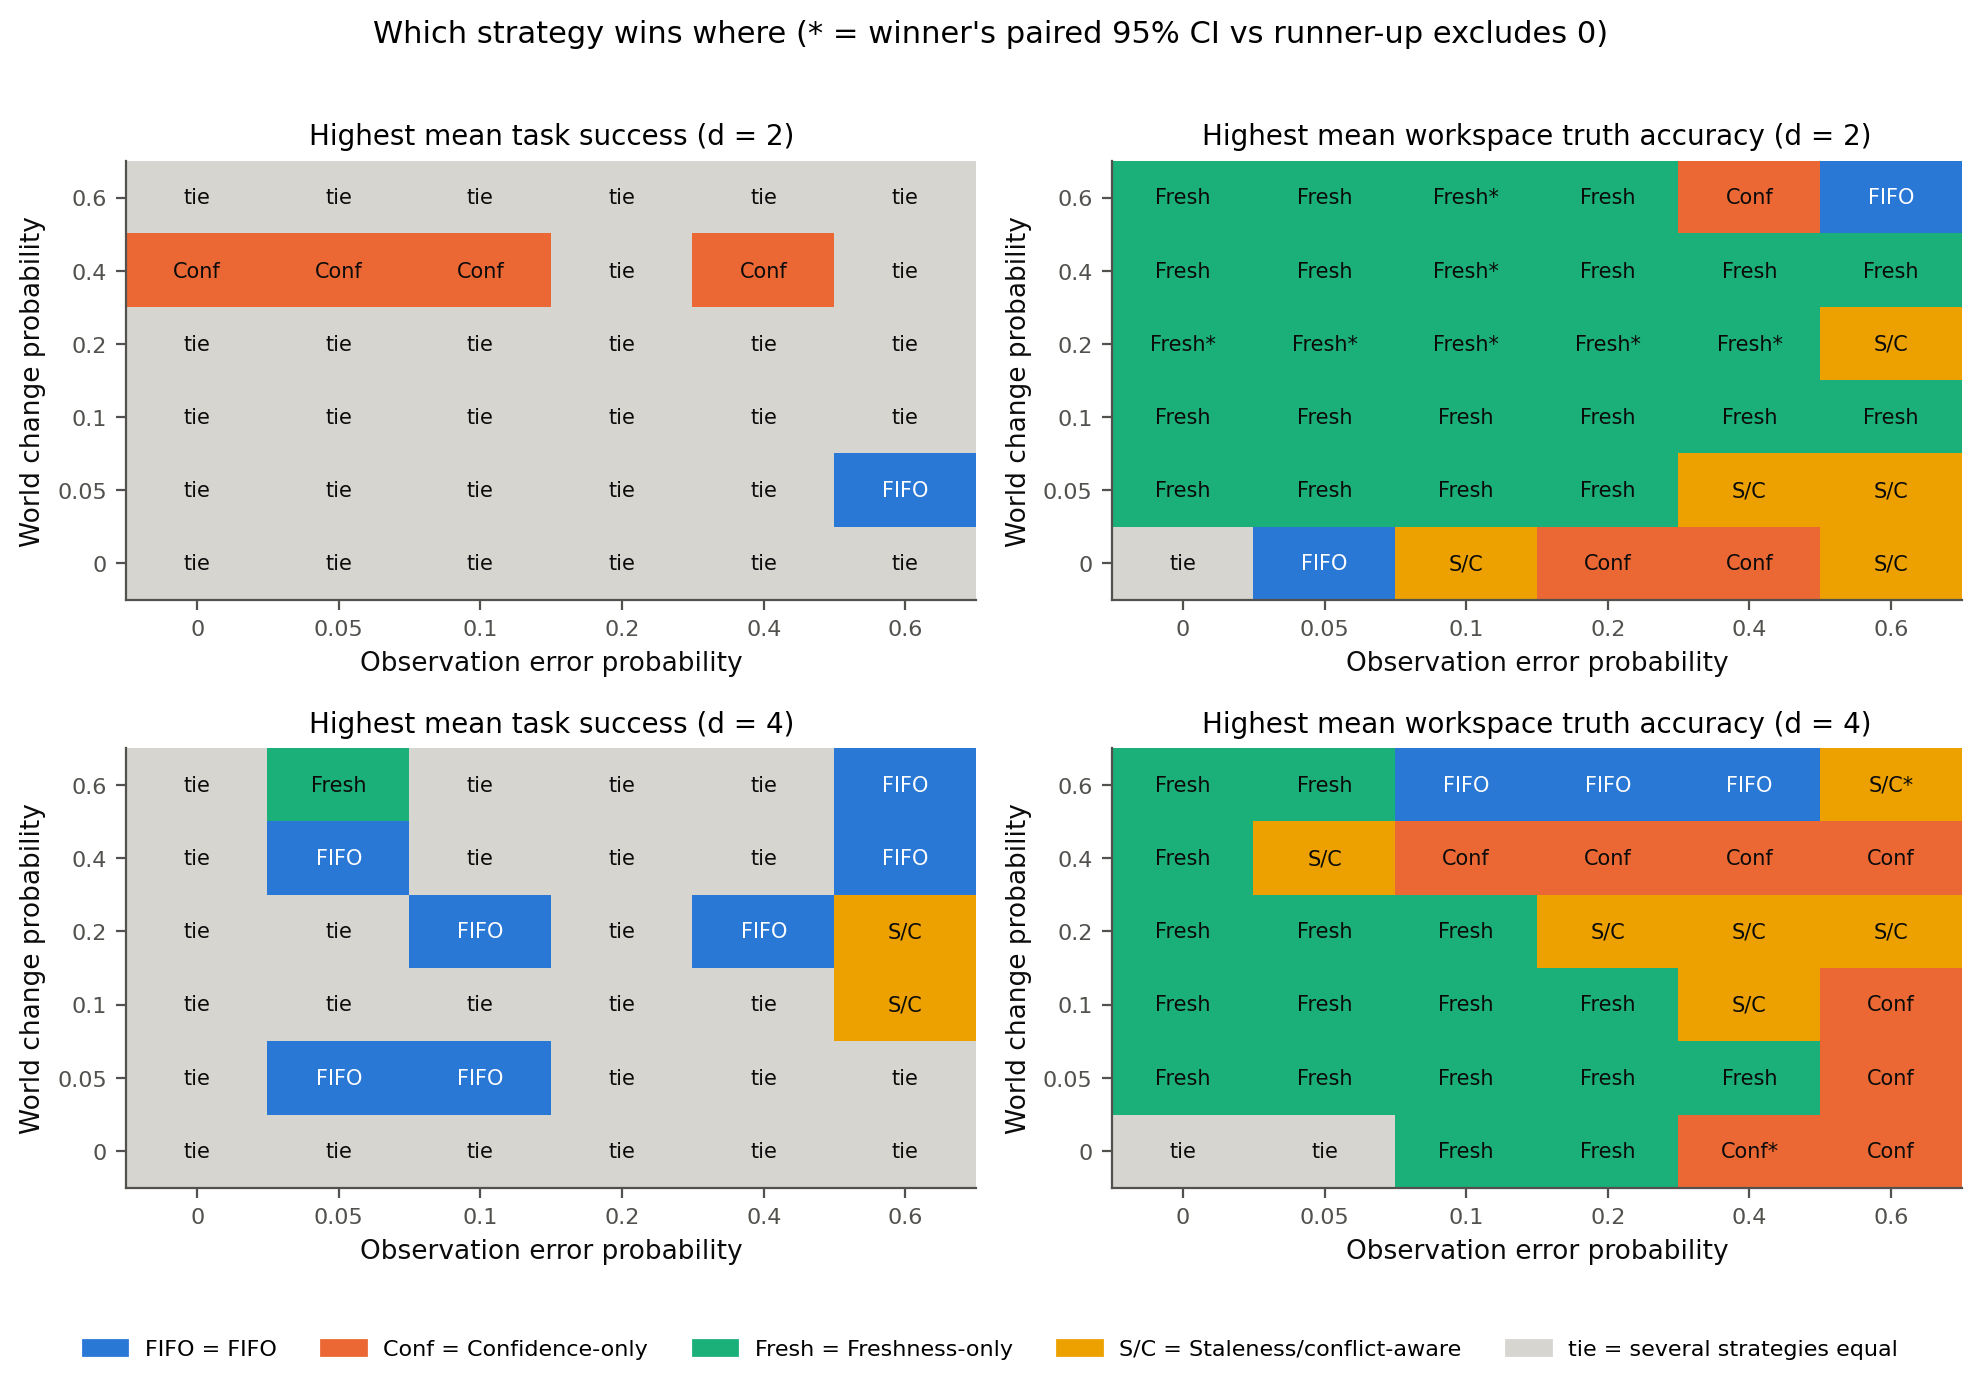 Which strategy wins where (* = winner's paired 95% CI vs runner-up excludes 0)
Highest mean task success (d = 2)
World change probability
0.6 tie tie tie tie tie tie
0.4 Conf Conf Conf tie Conf tie
0.2 tie tie tie tie tie tie
0.1 tie tie tie tie tie tie
0.05 tie tie tie tie tie FIFO
0 tie tie tie tie tie tie
0 0.05 0.1 0.2 0.4 0.6
Observation error probability
Highest mean workspace truth accuracy (d = 2)
World change probability
0.6 Fresh Fresh Fresh* Fresh Conf FIFO
0.4 Fresh Fresh Fresh* Fresh Fresh Fresh
0.2 Fresh* Fresh* Fresh* Fresh* Fresh* S/C
0.1 Fresh Fresh Fresh Fresh Fresh Fresh
0.05 Fresh Fresh Fresh Fresh S/C S/C
0 tie FIFO S/C Conf Conf S/C
0 0.05 0.1 0.2 0.4 0.6
Observation error probability
Highest mean task success (d = 4)
World change probability
0.6 tie Fresh tie tie tie FIFO
0.4 tie FIFO tie tie tie FIFO
0.2 tie tie FIFO tie FIFO S/C
0.1 tie tie tie tie tie S/C
0.05 tie FIFO FIFO tie tie tie
0 tie tie tie tie tie tie
0 0.05 0.1 0.2 0.4 0.6
Observation error probability
Highest mean workspace truth accuracy (d = 4)
World change probability
0.6 Fresh Fresh FIFO FIFO FIFO S/C*
0.4 Fresh S/C Conf Conf Conf Conf
0.2 Fresh Fresh Fresh S/C S/C S/C
0.1 Fresh Fresh Fresh Fresh S/C Conf
0.05 Fresh Fresh Fresh Fresh Fresh Conf
0 tie tie Fresh Fresh Conf* Conf
0 0.05 0.1 0.2 0.4 0.6
Observation error probability
FIFO = FIFO Conf = Confidence-only Fresh = Freshness-only S/C = Staleness/conflict-aware tie = several strategies equal